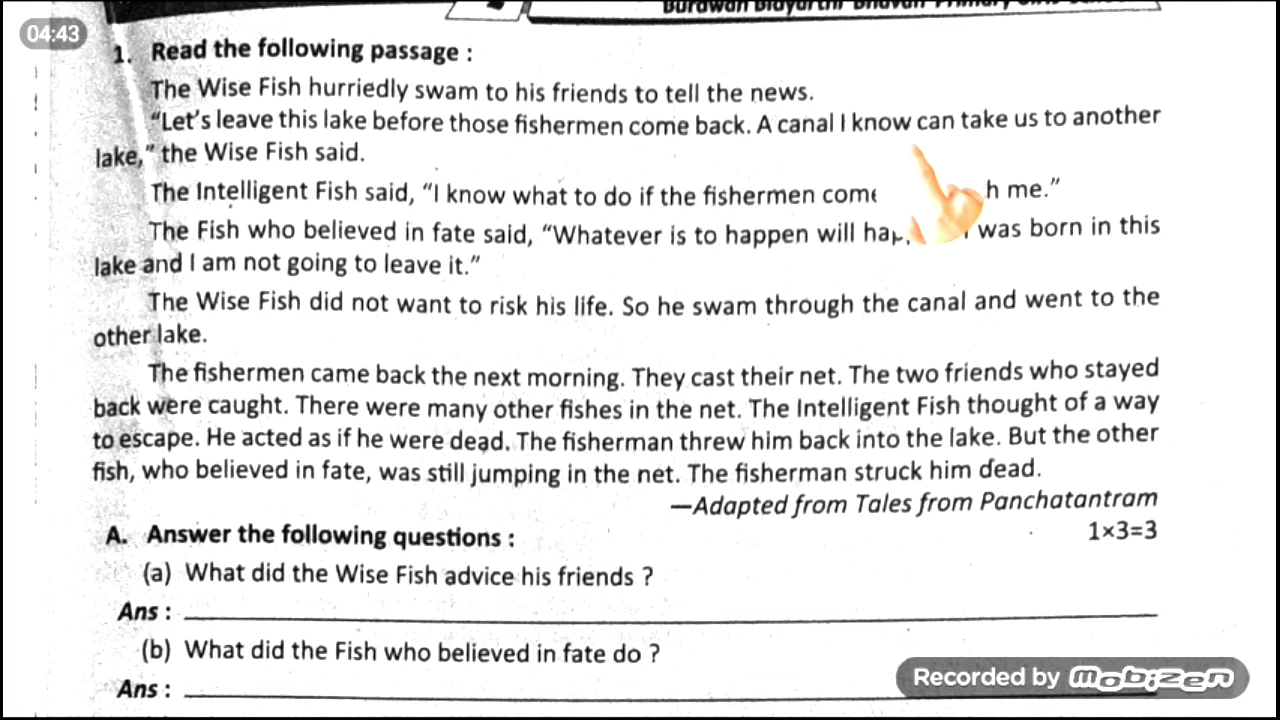 04:43
1. Read the following passage :
The Wise Fish hurriedly swam to his friends to tell the news.
“Let’s leave this lake before those fishermen come back. A canal I know can take us to another
lake,” the Wise Fish said.
The Intelligent Fish said, “I know what to do if the fishermen come me.”
The Fish who believed in fate said, “Whatever is to happen will was born in this
lake and I am not going to leave it.”
The Wise Fish did not want to risk his life. So he swam through the canal and went to the
other lake.
The fishermen came back the next morning. They cast their net. The two friends who stayed
back were caught. There were many other fishes in the net. The Intelligent Fish thought of a way
to escape. He acted as if he were dead. The fisherman threw him back into the lake. But the other
fish, who believed in fate, was still jumping in the net. The fisherman struck him dead.
—Adapted from Tales from Panchatantram
A. Answer the following questions : 1×3=3
(a) What did the Wise Fish advice his friends ?
Ans :
(b) What did the Fish who believed in fate do ?
Ans :
Recorded by Mobizen